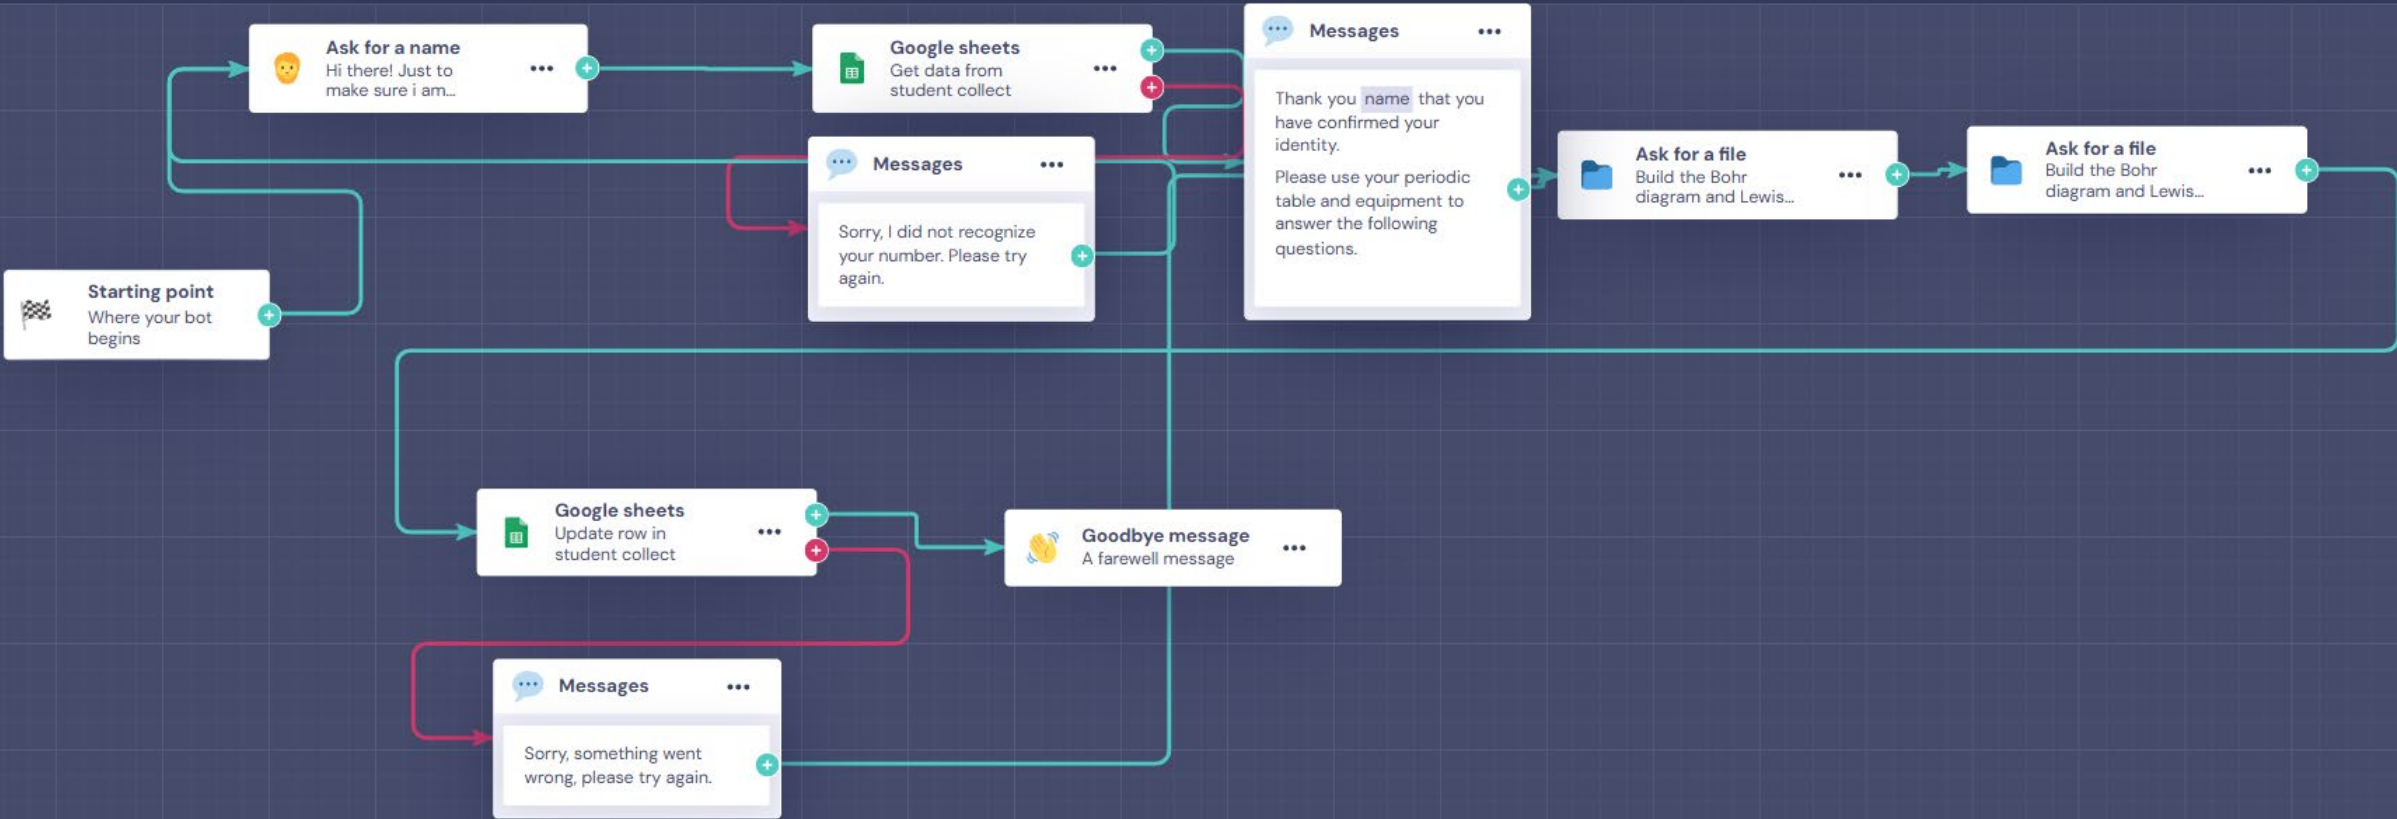 Ask for a name
Hi there! Just to
make sure i am...
Google sheets
Get data from
student collect
Messages
Thank you name that you
have confirmed your
identity.
Please use your periodic
table and equipment to
answer the following
questions.
Messages
Sorry, I did not recognize
your number. Please try
again.
Ask for a file
Build the Bohr
diagram and Lewis...
Ask for a file
Build the Bohr
diagram and Lewis...
Starting point
Where your bot
begins
Google sheets
Update row in
student collect
Goodbye message
A farewell message
Messages
Sorry, something went
wrong, please try again.